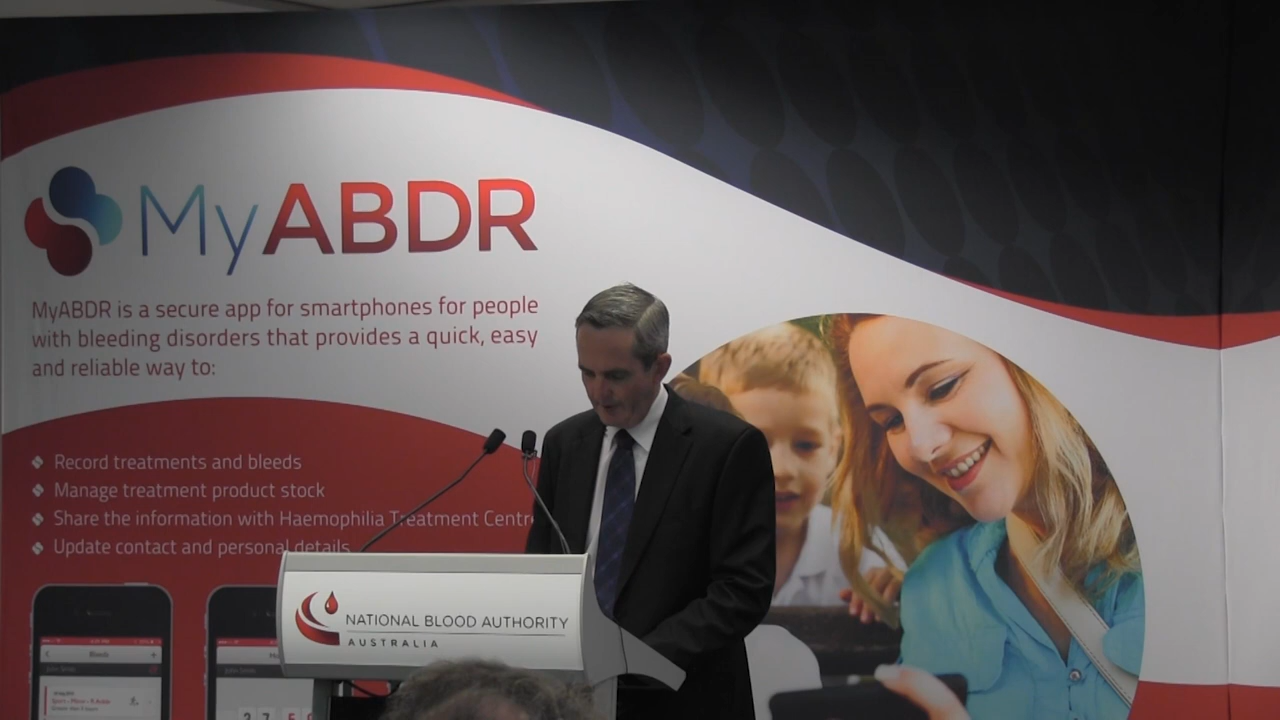 MyABDR
MyABDR is a secure app for smartphones for people
with bleeding disorders that provides a quick, easy
and reliable way to:
Record treatments and bleeds
Manage treatment product stock
Share the information with Haemophilia Treatment Centr
Update contact and personal details
NATIONAL BLOOD AUTHORITY
AUSTRALIA
Bleeds